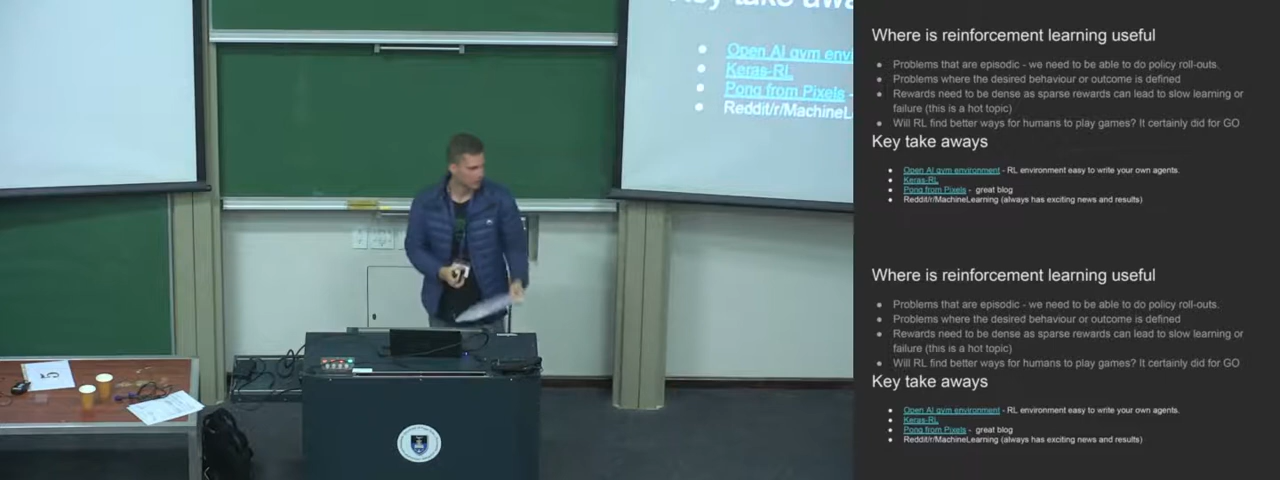 Key take awa
Open AI gym envi
Keras-RL
Pong from Pixels -
Reddit/r/MachineLe
5
Where is reinforcement learning useful
Problems that are episodic - we need to be able to do policy roll-outs.
Problems where the desired behaviour or outcome is defined
Rewards need to be dense as sparse rewards can lead to slow learning or
failure (this is a hot topic)
Will RL find better ways for humans to play games? It certainly did for GO
Key take aways
Open AI gym environment - RL environment easy to write your own agents.
Keras-RL
Pong from Pixels - great blog
Reddit/r/MachineLearning (always has exciting news and results)
Where is reinforcement learning useful
Problems that are episodic - we need to be able to do policy roll-outs.
Problems where the desired behaviour or outcome is defined
Rewards need to be dense as sparse rewards can lead to slow learning or
failure (this is a hot topic)
Will RL find better ways for humans to play games? It certainly did for GO
Key take aways
Open AI gym environment - RL environment easy to write your own agents.
Keras-RL
Pong from Pixels - great blog
Reddit/r/MachineLearning (always has exciting news and results)